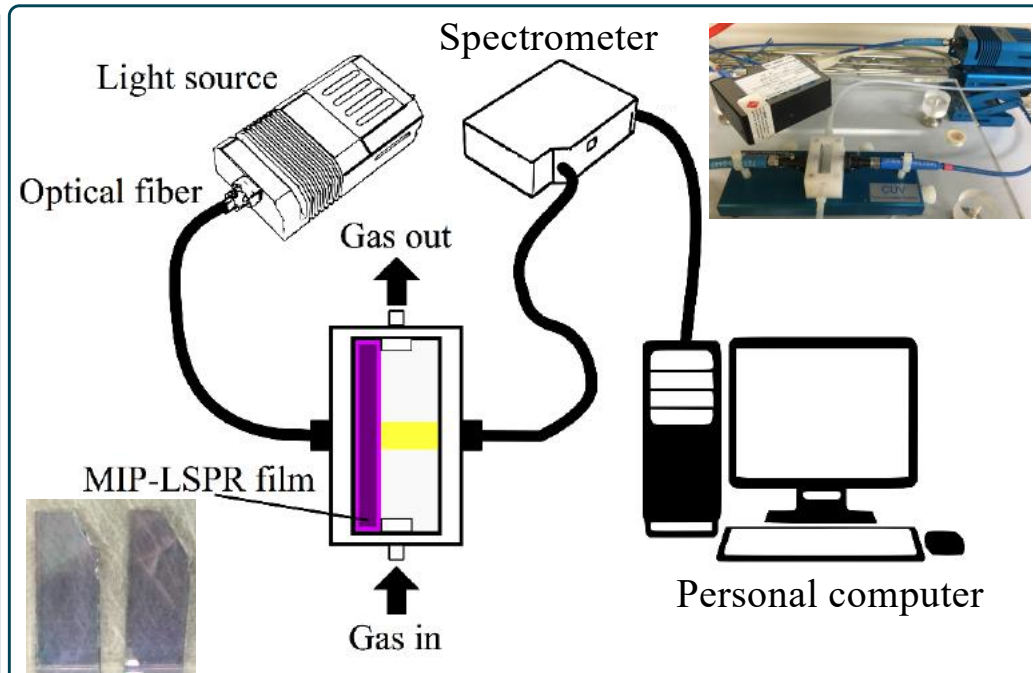 Spectrometer
Light source
Optical fiber
Gas out
CUV
MIP-LSPR film
Personal computer
Gas in